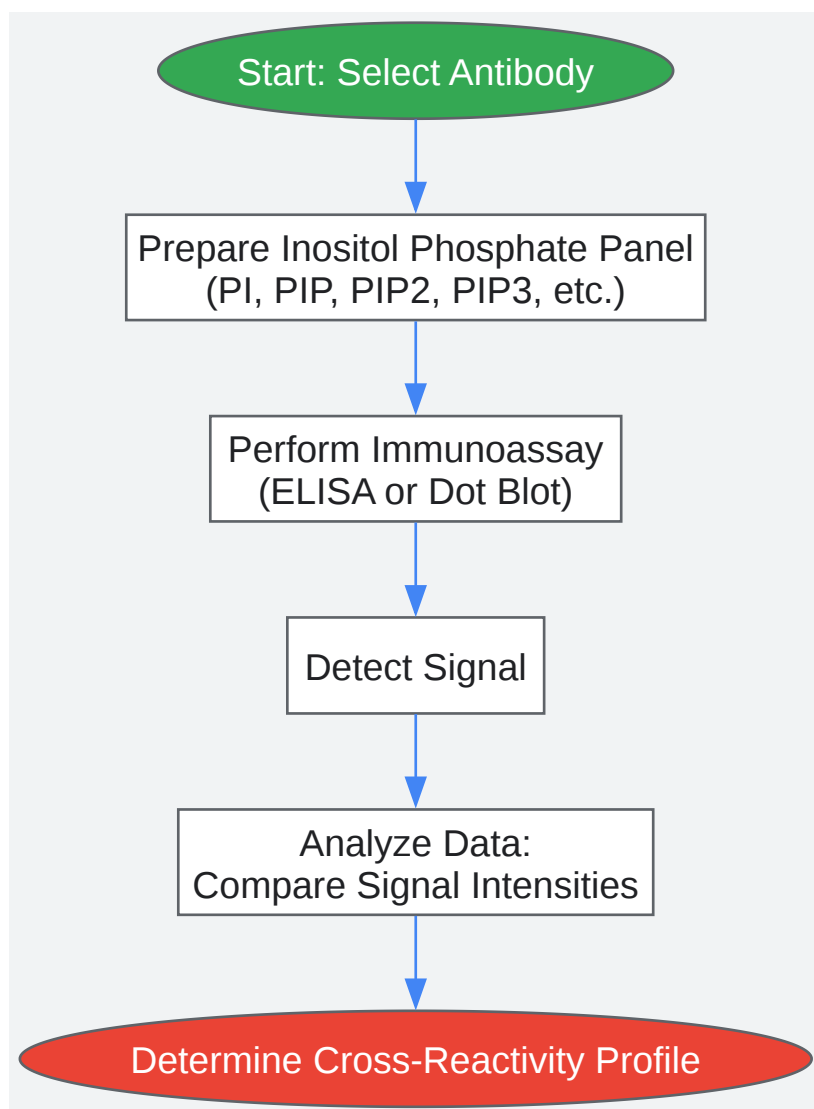 Start: Select Antibody
Prepare Inositol Phosphate Panel
(PI, PIP, PIP2, PIP3, etc.)
Perform Immunoassay
(ELISA or Dot Blot)
Detect Signal
Analyze Data:
Compare Signal Intensities
Determine Cross-Reactivity Profile